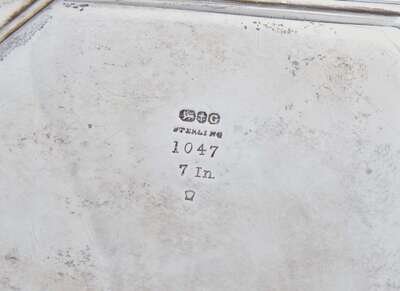 G
STERLING
1047
7 In.